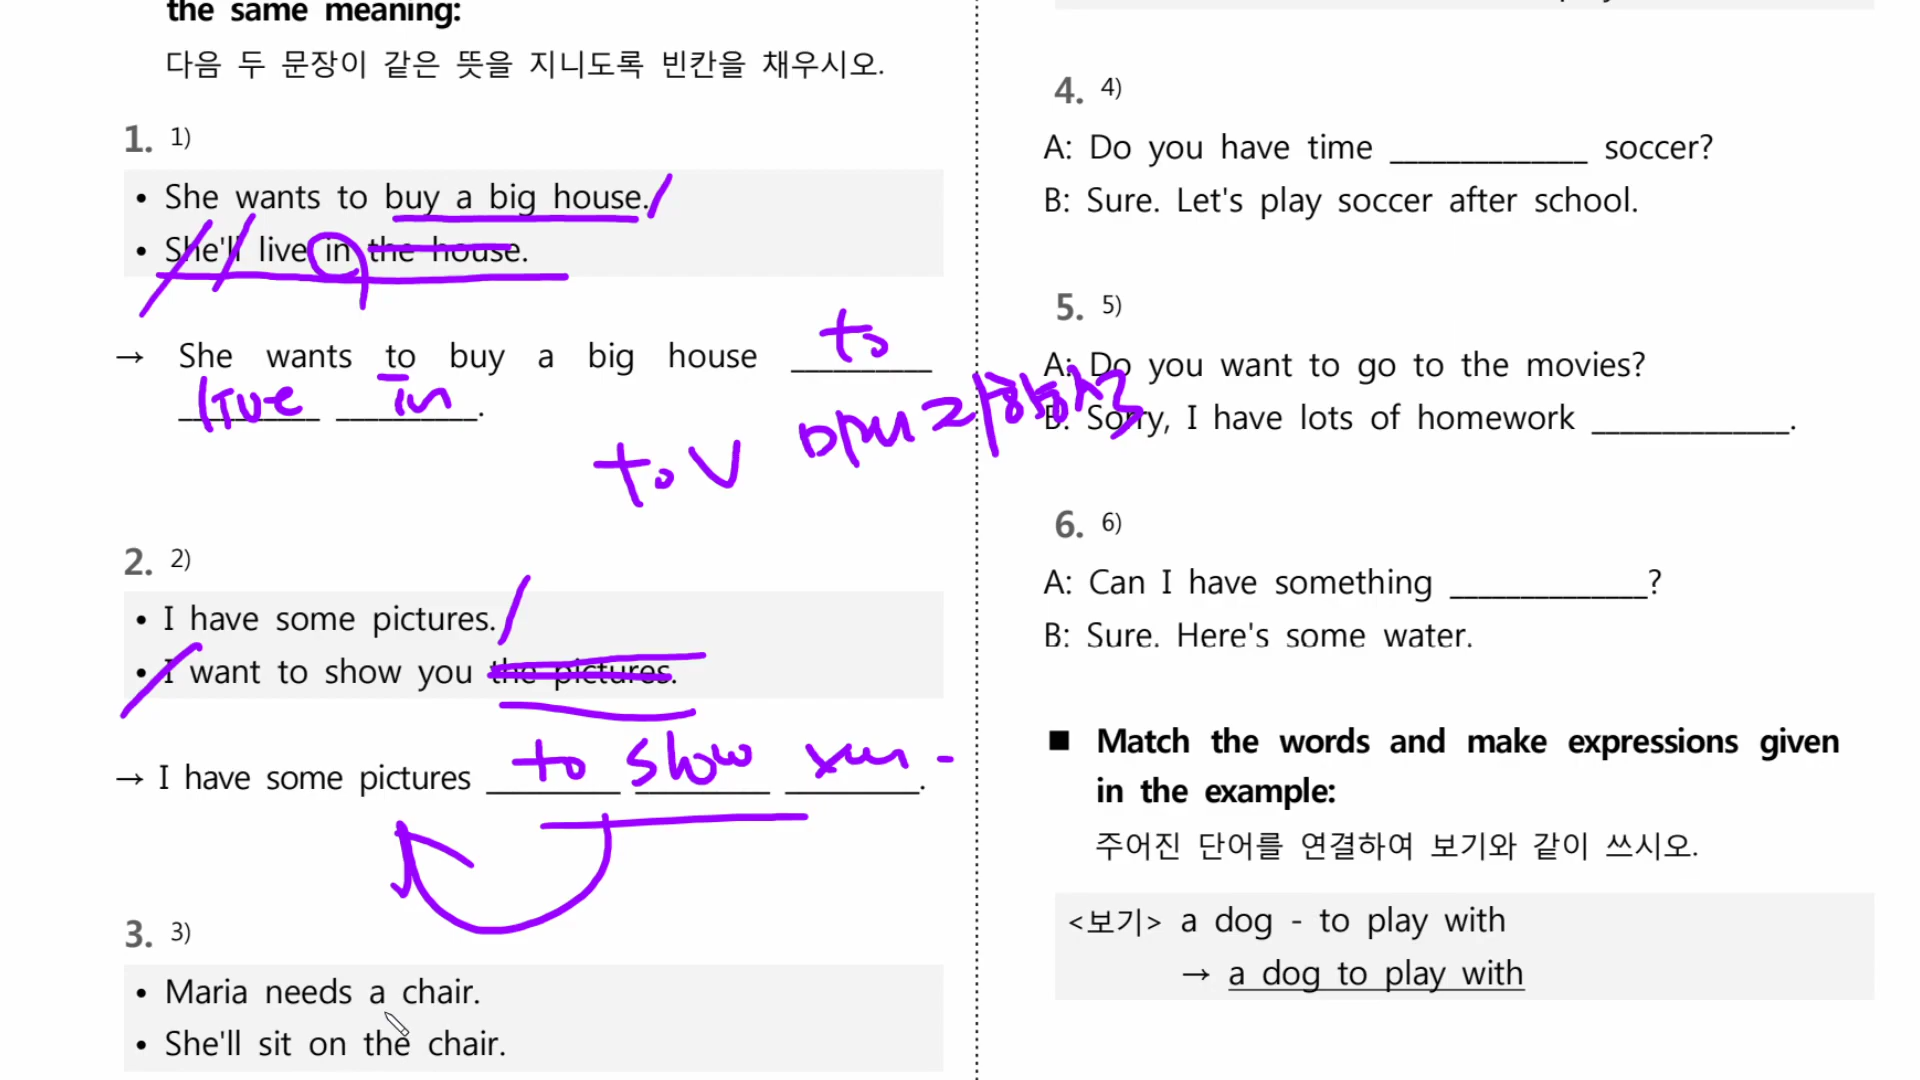 the same meaning:
다음 두 문장이 같은 뜻을 지니도록 빈칸을 채우시오.
1. 1)
• She wants to buy a big house.
• She'll live in the house.
→ She wants to buy a big house to
live in.
to V
2. 2)
• I have some pictures.
• I want to show you the pictures.
→ I have some pictures to show you.
3. 3)
• Maria needs a chair.
• She'll sit on the chair.
4. 4)
A: Do you have time ______________ soccer?
B: Sure. Let's play soccer after school.
5. 5)
A: Do you want to go to the movies?
B: Sorry, I have lots of homework ______________.
6. 6)
A: Can I have something ______________?
B: Sure. Here's some water.
■ Match the words and make expressions given
in the example:
주어진 단어를 연결하여 보기와 같이 쓰시오.
<보기> a dog - to play with
→ a dog to play with